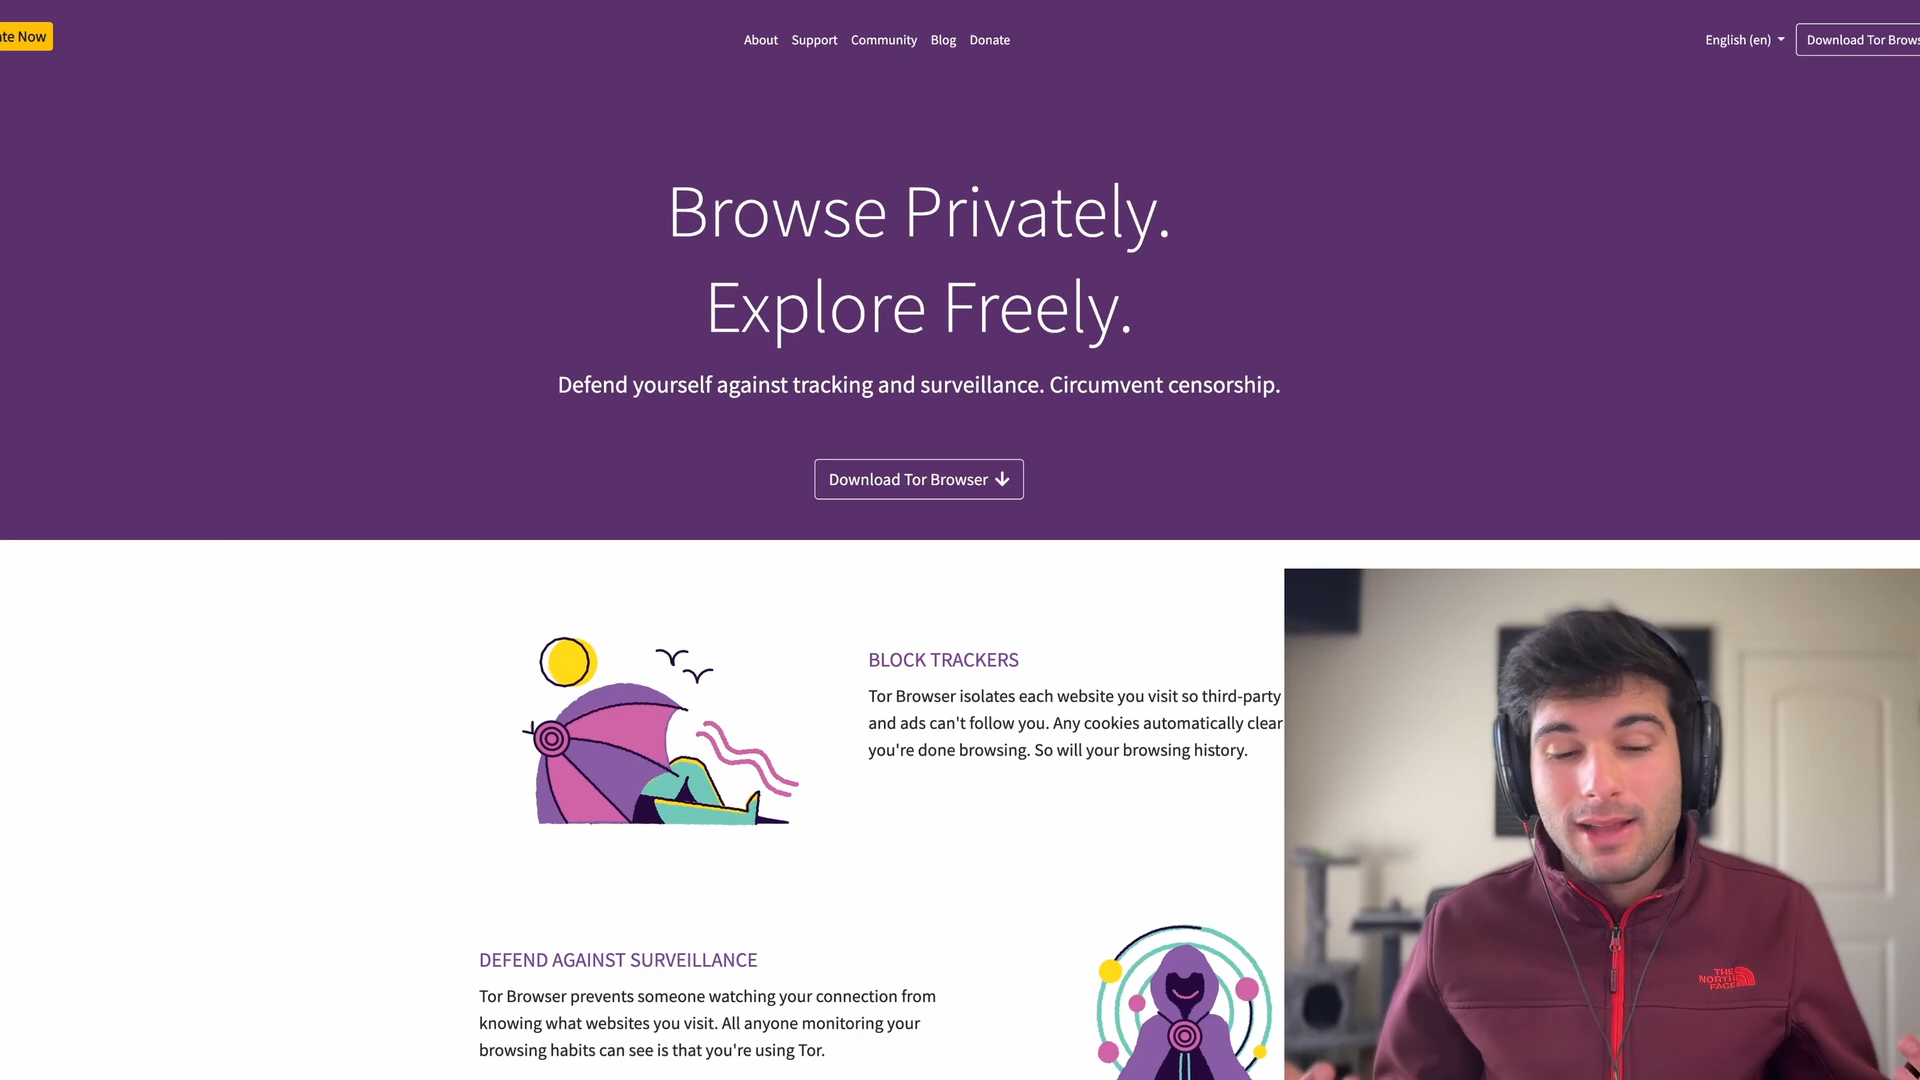 ate Now
About Support Community Blog Donate
English (en)
Download Tor Brows
Browse Privately.
Explore Freely.
Defend yourself against tracking and surveillance. Circumvent censorship.
Download Tor Browser
BLOCK TRACKERS
Tor Browser isolates each website you visit so third-party
and ads can't follow you. Any cookies automatically clear
you're done browsing. So will your browsing history.
DEFEND AGAINST SURVEILLANCE
Tor Browser prevents someone watching your connection from
knowing what websites you visit. All anyone monitoring your
browsing habits can see is that you're using Tor.
THE
NORTH
FACE